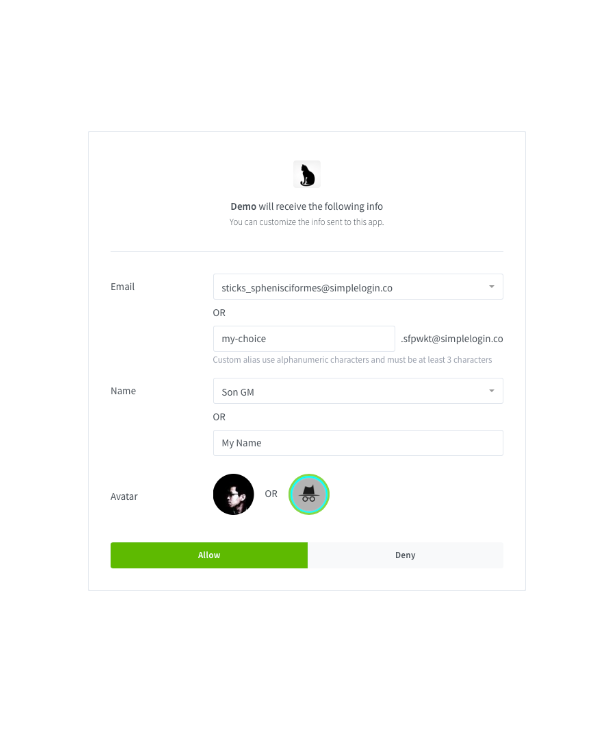 Demo will receive the following info
You can customize the info sent to this app.
Email
sticks_sphenisciformes@simplelogin.co
OR
my-choice .sfpwkt@simplelogin.co
Custom alias use alphanumeric characters and must be at least 3 characters
Name
Son GM
OR
My Name
Avatar OR
Allow Deny